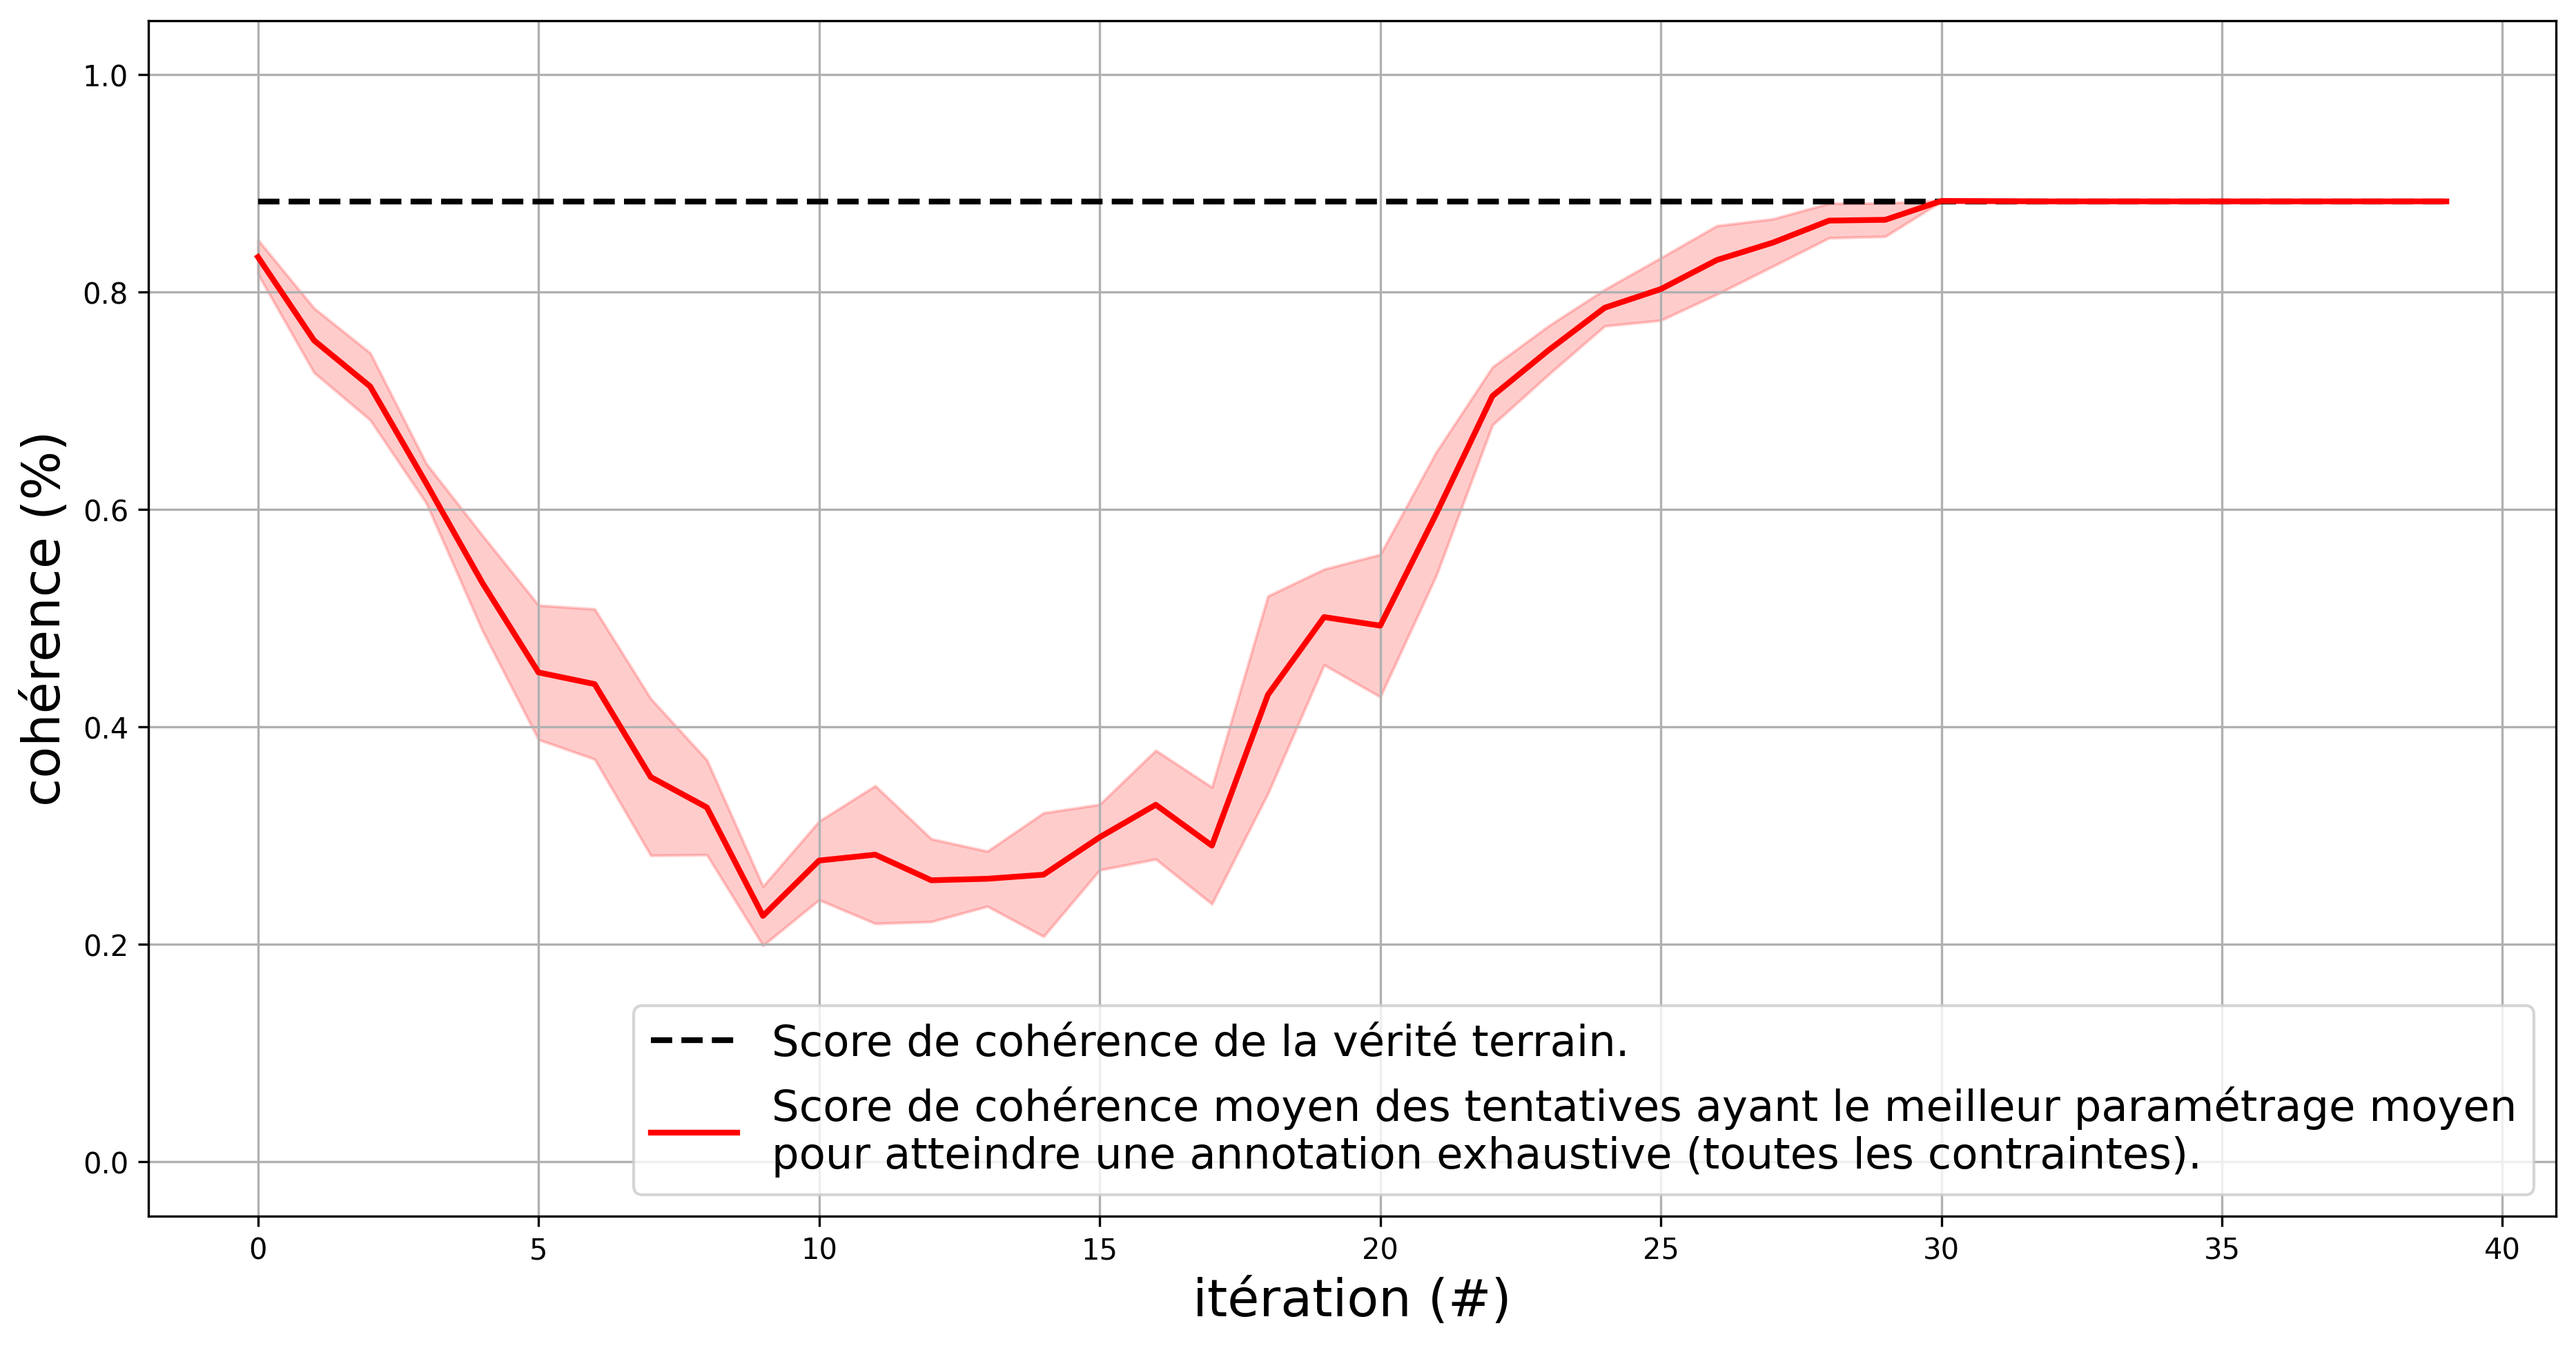 cohérence (%)
1.0
0.8
0.6
0.4
0.2
0.0
Score de cohérence de la vérité terrain.
Score de cohérence moyen des tentatives ayant le meilleur paramétrage moyen
pour atteindre une annotation exhaustive (toutes les contraintes).
0 5 10 15 20 25 30 35 40
itération (#)